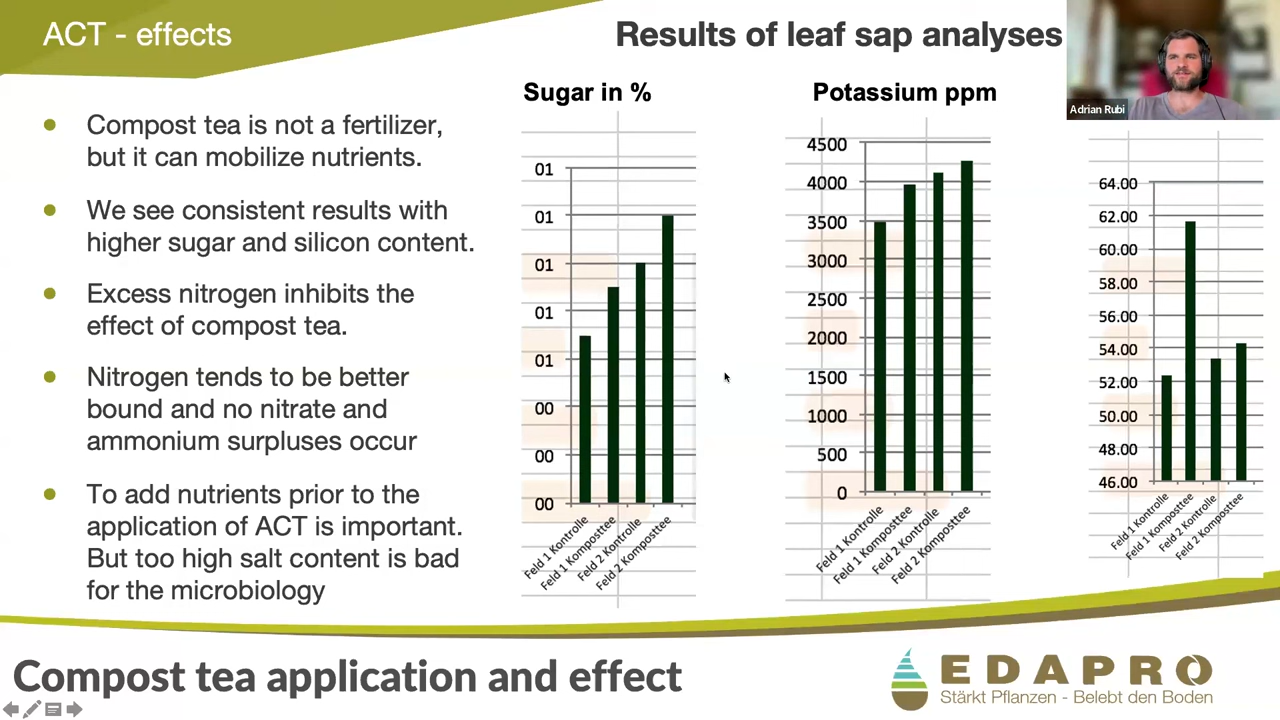 ACT - effects
Results of leaf sap analyses
Adrian Rubi
Compost tea is not a fertilizer,
but it can mobilize nutrients.
We see consistent results with
higher sugar and silicon content.
Excess nitrogen inhibits the
effect of compost tea.
Nitrogen tends to be better
bound and no nitrate and
ammonium surpluses occur
To add nutrients prior to the
application of ACT is important.
But too high salt content is bad
for the microbiology
Sugar in %
01
01
01
01
01
00
00
00
Feld 1 Kontrolle
Feld 1 Komposttee
Feld 2 Kontrolle
Feld 2 Komposttee
Potassium ppm
4500
4000
3500
3000
2500
2000
1500
1000
500
0
Feld 1 Kontrolle
Feld 1 Komposttee
Feld 2 Kontrolle
Feld 2 Komposttee
64.00
62.00
60.00
58.00
56.00
54.00
52.00
50.00
48.00
46.00
Feld 1 Kontrolle
Feld 1 Komposttee
Feld 2 Kontrolle
Feld 2 Komposttee
Compost tea application and effect
EDAPRO
Stärkt Pflanzen - Belebt den Boden